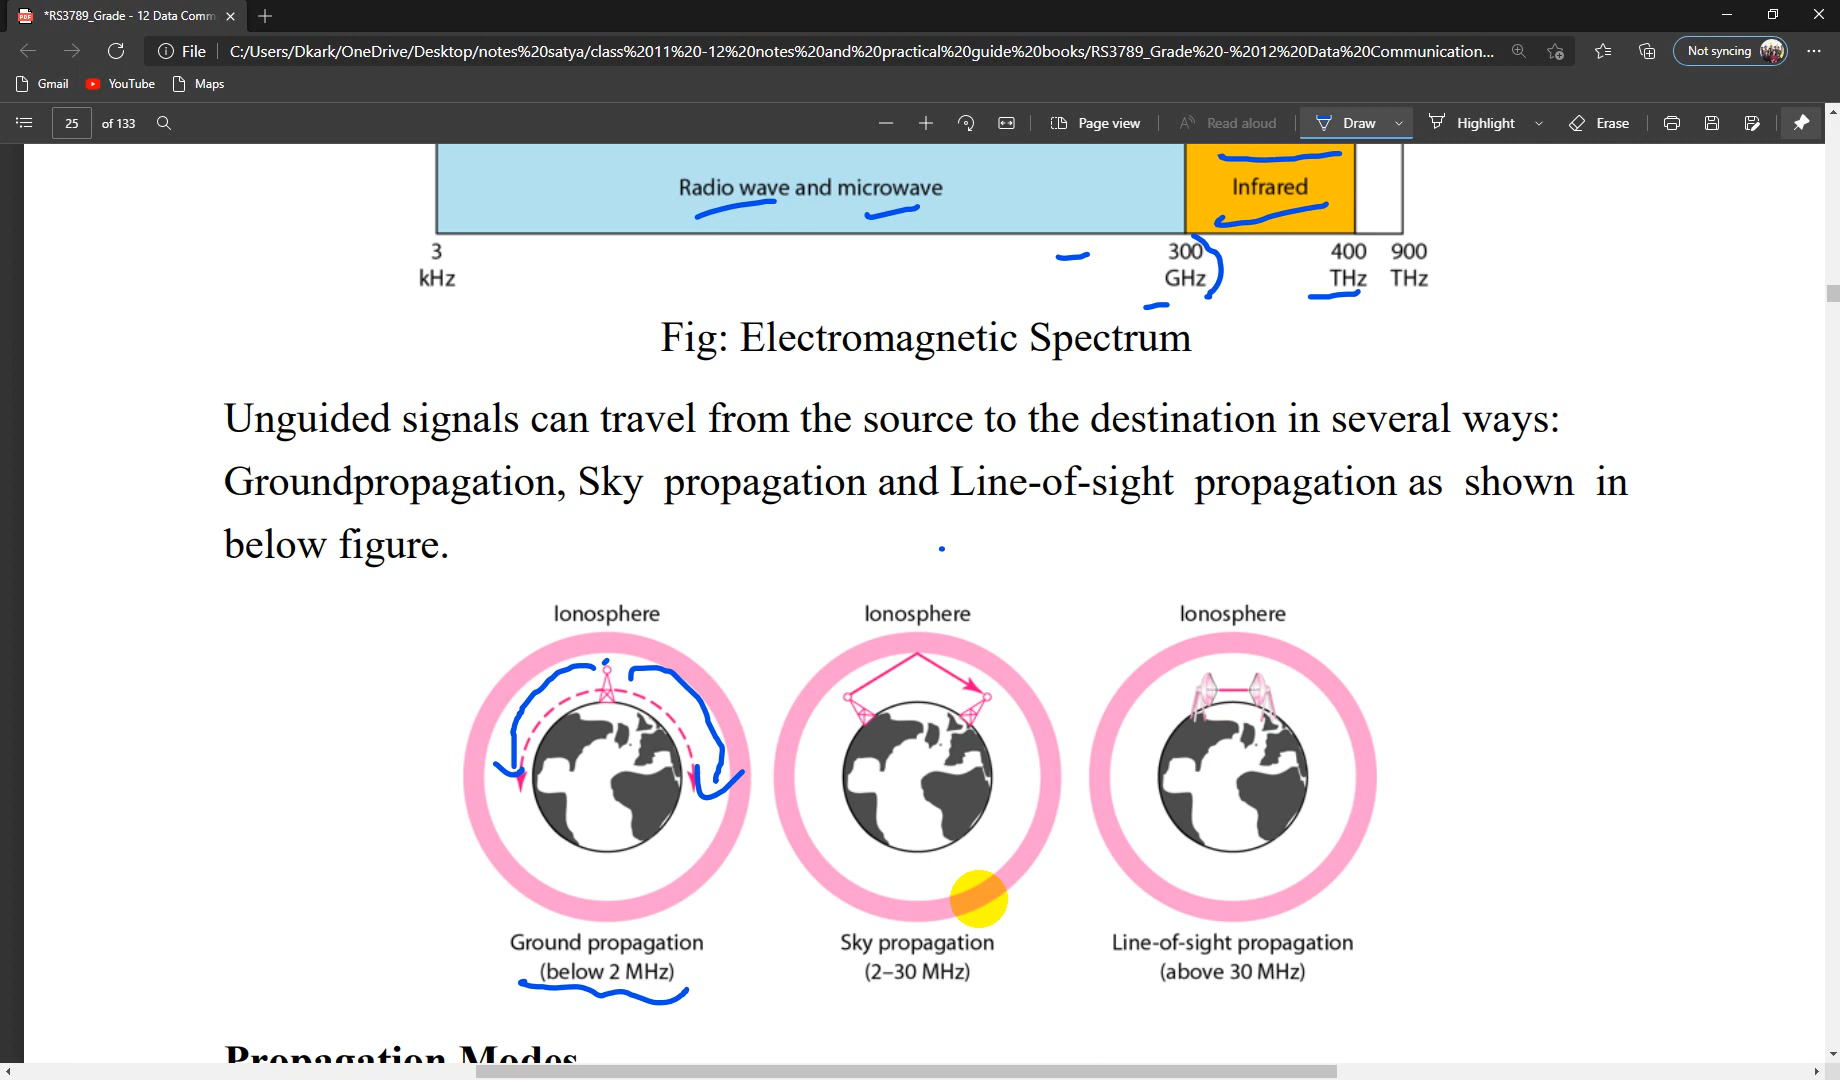 *RS3789_Grade - 12 Data Comm
File
C:/Users/Dkark/OneDrive/Desktop/notes%20satya/class%2011%20-12%20notes%20and%20practical%20guide%20books/RS3789_Grade%20-%2012%20Data%20Communication...
Not syncing
Gmail
YouTube
Maps
25 of 133
Page view
Read aloud
Draw
Highlight
Erase
Radio wave and microwave
Infrared
3 300 400 900
kHz GHz THz THz
Fig: Electromagnetic Spectrum
Unguided signals can travel from the source to the destination in several ways:
Groundpropagation, Sky propagation and Line-of-sight propagation as shown in
below figure.
Ionosphere Ionosphere Ionosphere
Ground propagation Sky propagation Line-of-sight propagation
(below 2 MHz) (2–30 MHz) (above 30 MHz)
Propagation Modes